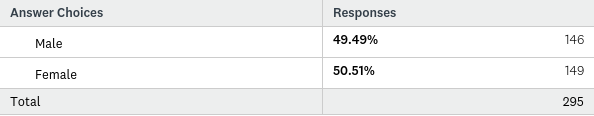 Answer Choices Responses
Male 49.49% 146
Female 50.51% 149
Total 295